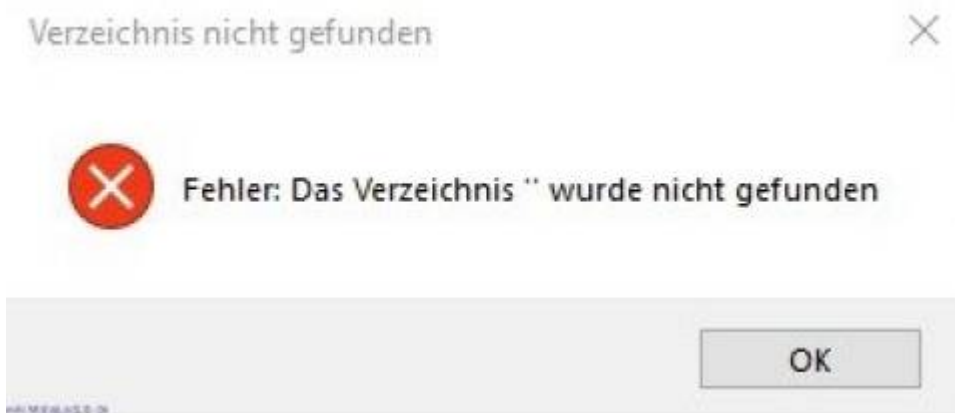 Verzeichnis nicht gefunden
Fehler: Das Verzeichnis '' wurde nicht gefunden
OK